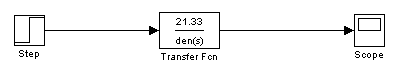 21.33
den(s)
Step
Transfer Fcn
Scope